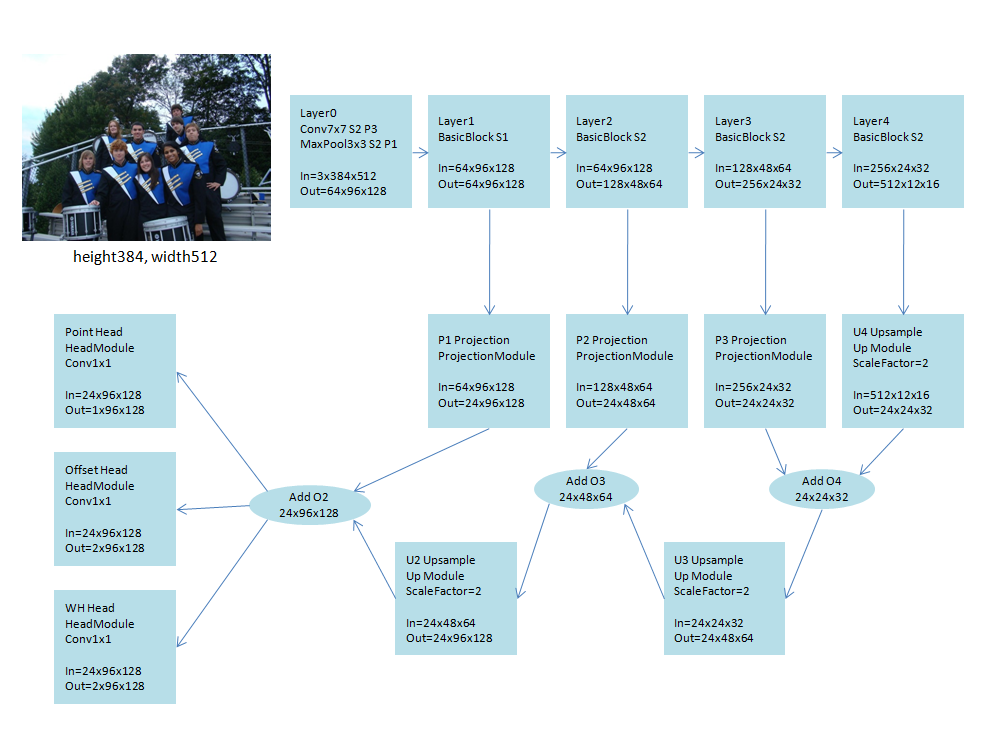 Layer0
Conv7x7 S2 P3
MaxPool3x3 S2 P1
In=3x384x512
Out=64x96x128
Layer1
BasicBlock S1
In=64x96x128
Out=64x96x128
Layer2
BasicBlock S2
In=64x96x128
Out=128x48x64
Layer3
BasicBlock S2
In=128x48x64
Out=256x24x32
Layer4
BasicBlock S2
In=256x24x32
Out=512x12x16
height384, width512
Point Head
HeadModule
Conv1x1
In=24x96x128
Out=1x96x128
P1 Projection
ProjectionModule
In=64x96x128
Out=24x96x128
P2 Projection
ProjectionModule
In=128x48x64
Out=24x48x64
P3 Projection
ProjectionModule
In=256x24x32
Out=24x24x32
U4 Upsample
Up Module
ScaleFactor=2
In=512x12x16
Out=24x24x32
Offset Head
HeadModule
Conv1x1
In=24x96x128
Out=2x96x128
Add O2
24x96x128
Add O3
24x48x64
Add O4
24x24x32
U2 Upsample
Up Module
ScaleFactor=2
In=24x48x64
Out=24x96x128
U3 Upsample
Up Module
ScaleFactor=2
In=24x24x32
Out=24x48x64
WH Head
HeadModule
Conv1x1
In=24x96x128
Out=2x96x128